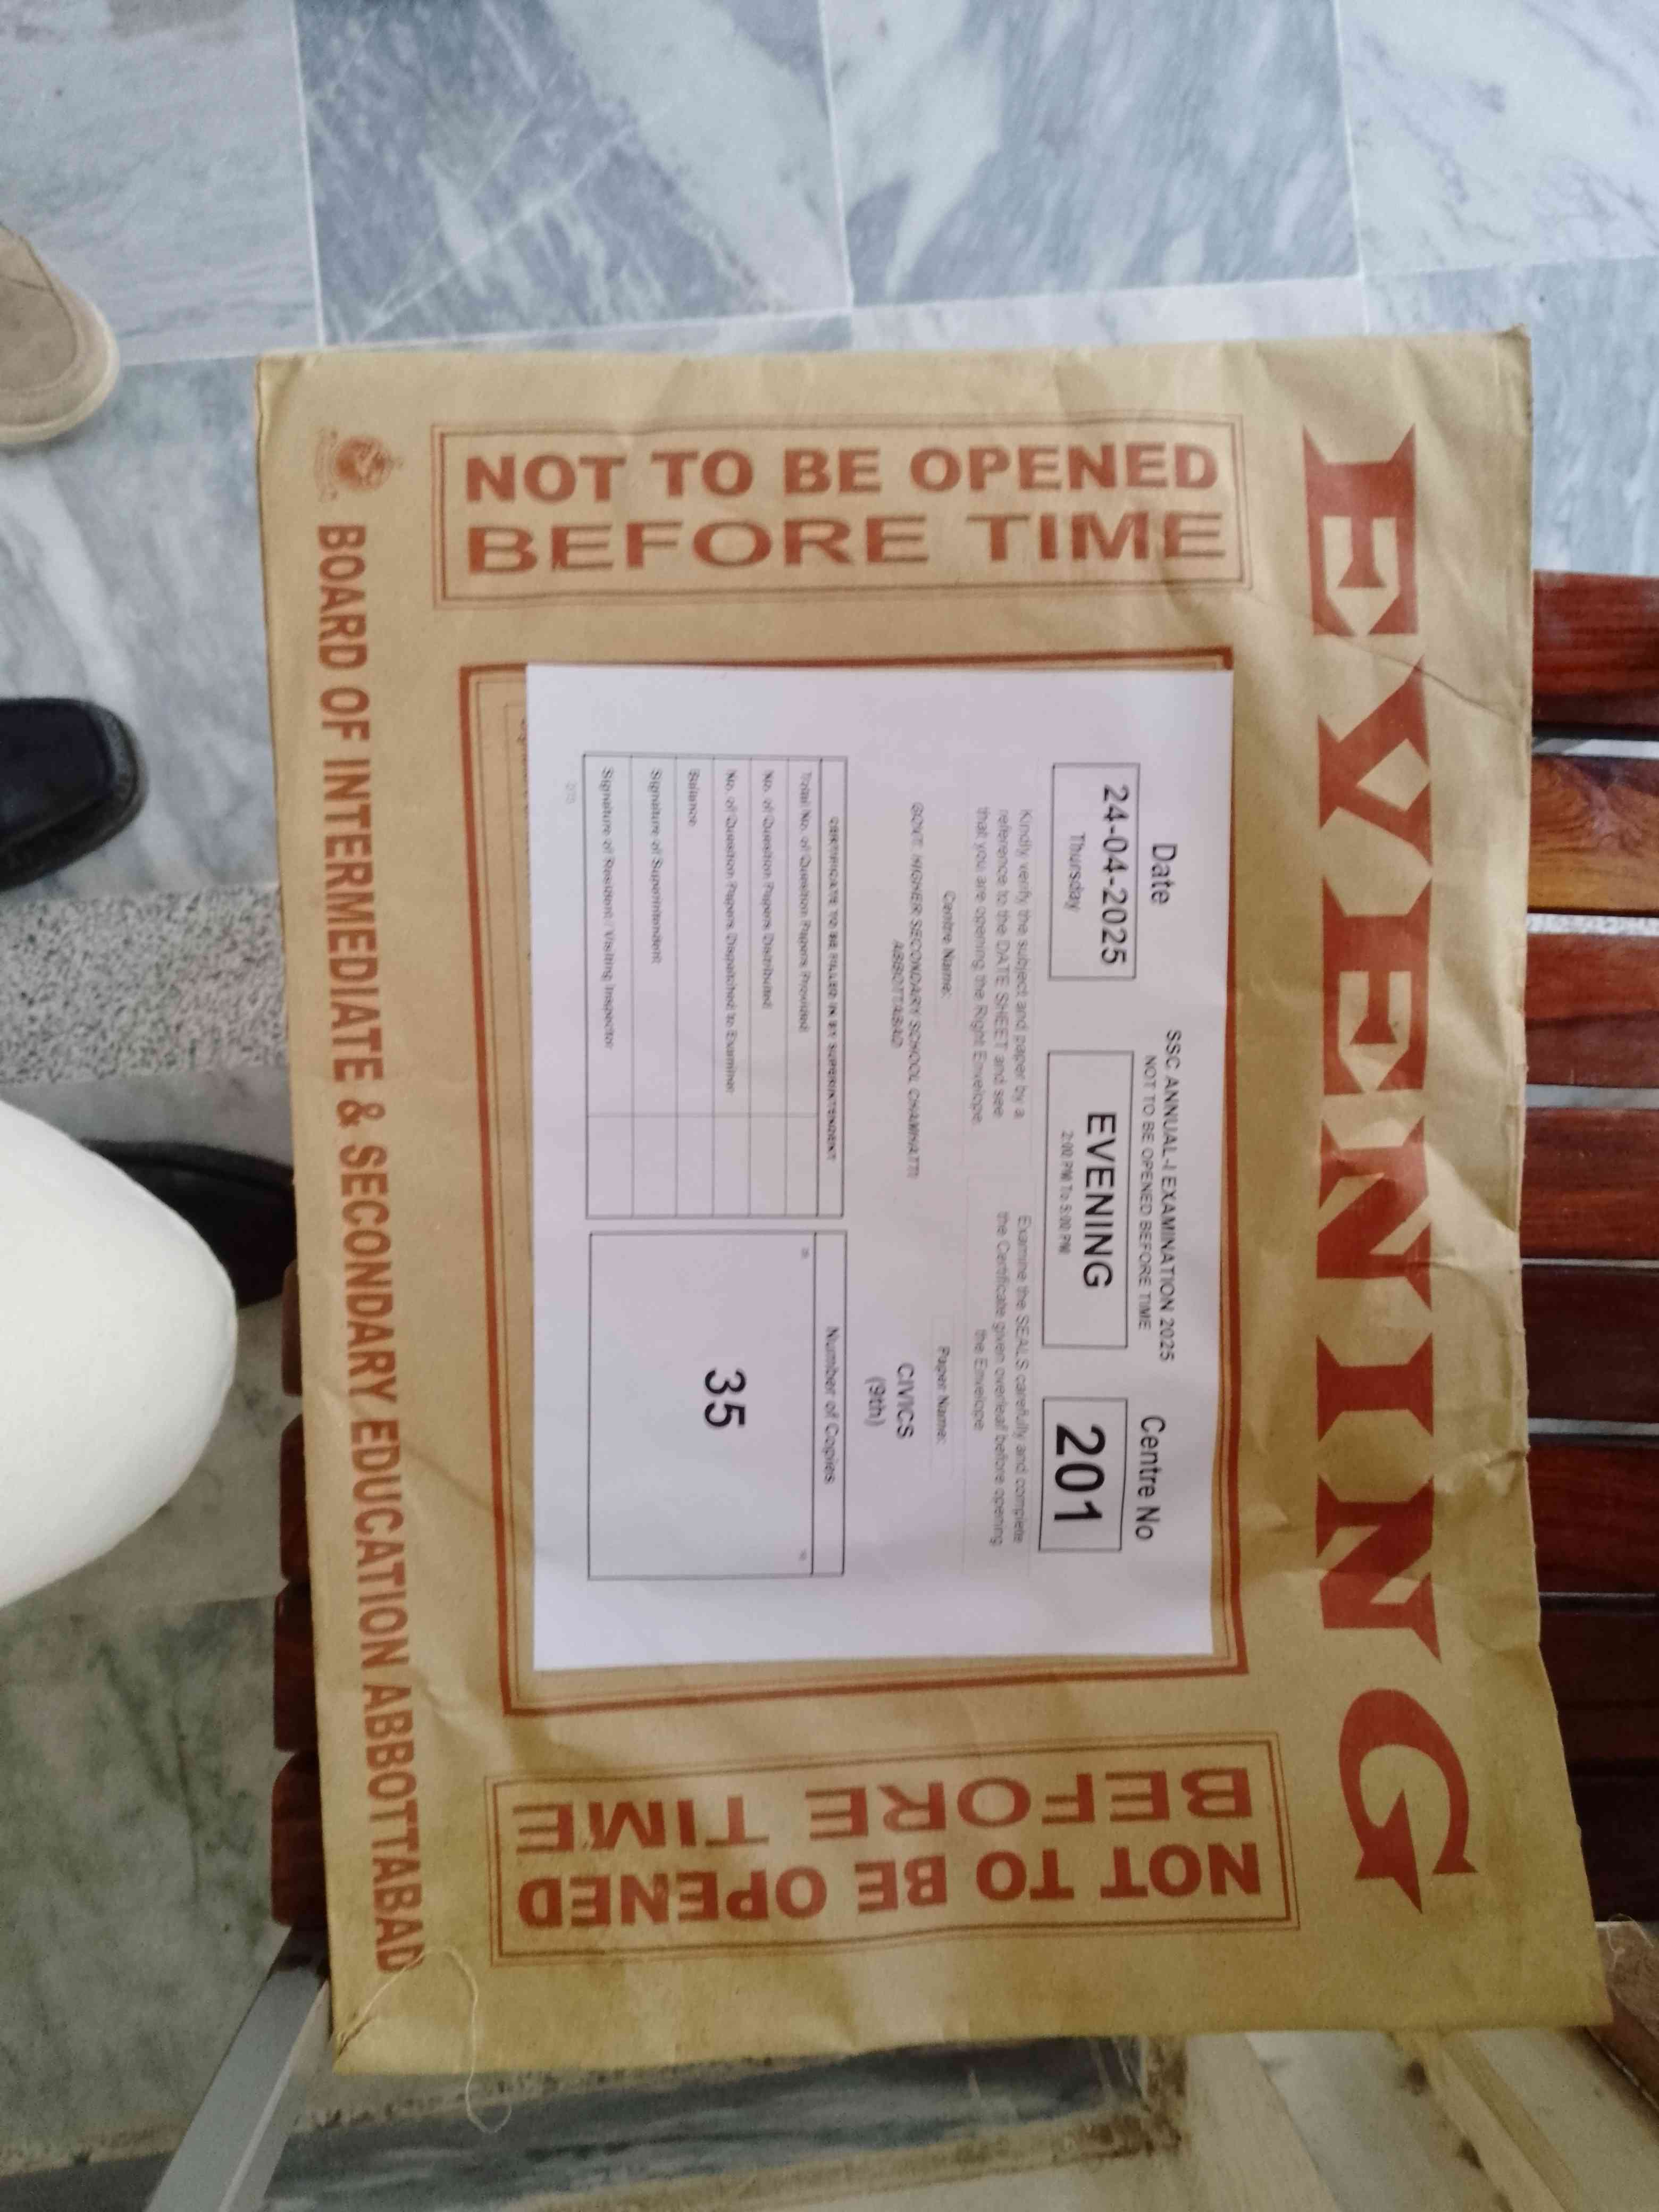 EVENING
NOT TO BE OPENED
BEFORE TIME
Date
24-04-2025
Thursday
SSC ANNUAL-I EXAMINATION 2025
NOT TO BE OPENED BEFORE TIME
EVENING
2:00 PM To 5:00 PM
Centre No
201
Kindly verify the subject and paper by a
reference to the DATE SHEET and see
that you are opening the Right Envelope.
Examine the SEALS carefully and complete
the Certificate given overleaf before opening
the Envelope
Centre Name:
GOVT. HIGHER SECONDARY SCHOOL CHAMHATTI
ABBOTTABAD
Paper Name:
CIVICS
(9th)
CERTIFICATE TO BE FILLED IN BY SUPERINTENDENT
Total No. of Question Papers Provided
No. of Question Papers Distributed
No. of Question Papers Dispatched to Examiner
Balance
Signature of Superintendent
Signature of Resident / Visiting Inspector
Number of Copies
35
NOT TO BE OPENED
BEFORE TIME
BOARD OF INTERMEDIATE & SECONDARY EDUCATION ABBOTTABAD